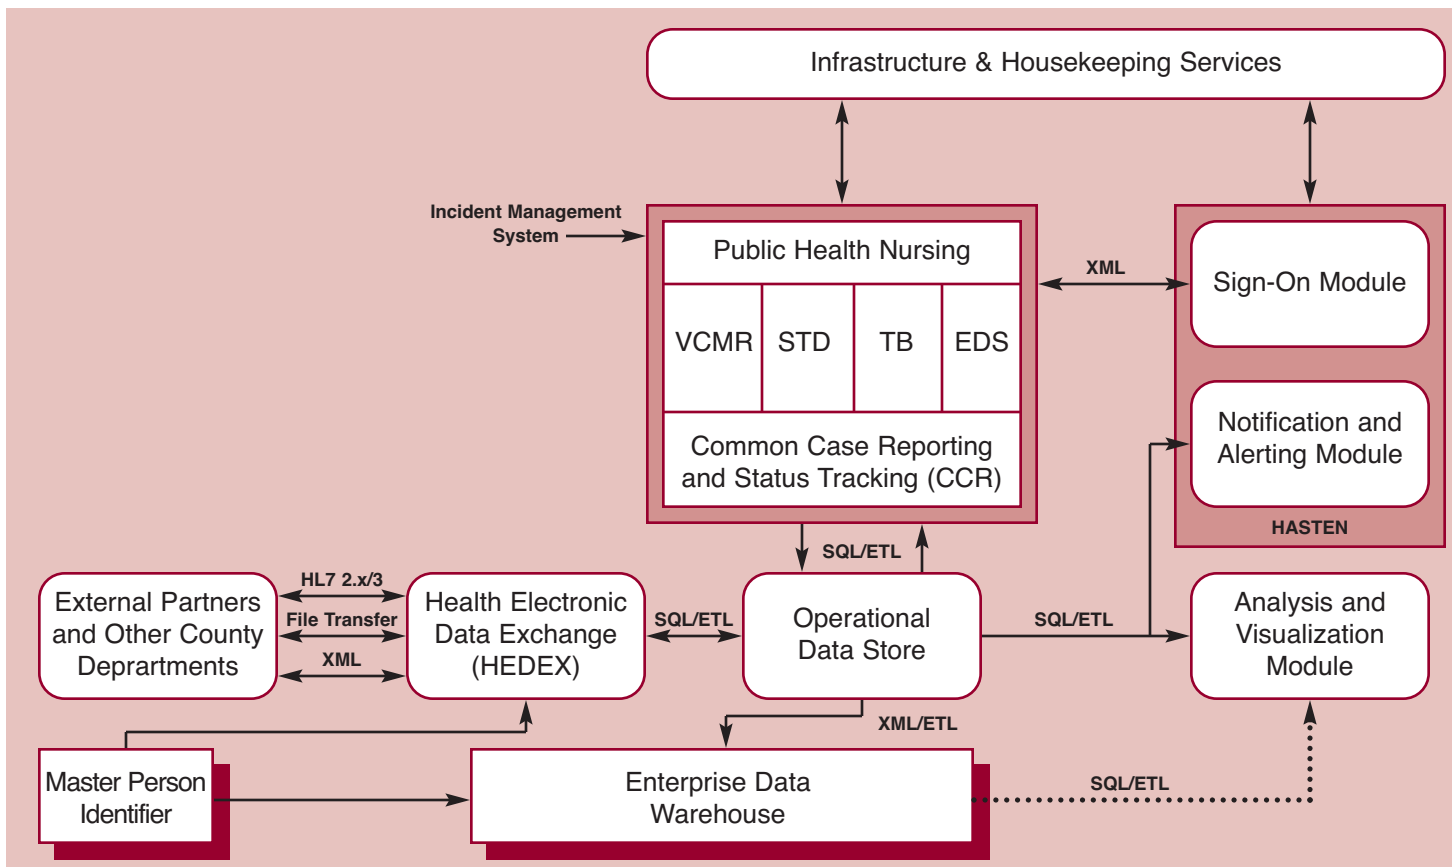 Infrastructure & Housekeeping Services
Incident Management
System
Public Health Nursing
VCMR
STD
TB
EDS
Common Case Reporting
and Status Tracking (CCR)
XML
Sign-On Module
Notification and
Alerting Module
HASTEN
SQL/ETL
External Partners
and Other County
Deprartments
HL7 2.x/3
File Transfer
XML
Health Electronic
Data Exchange
(HEDEX)
SQL/ETL
Operational
Data Store
SQL/ETL
Analysis and
Visualization
Module
XML/ETL
Master Person
Identifier
Enterprise Data
Warehouse
SQL/ETL